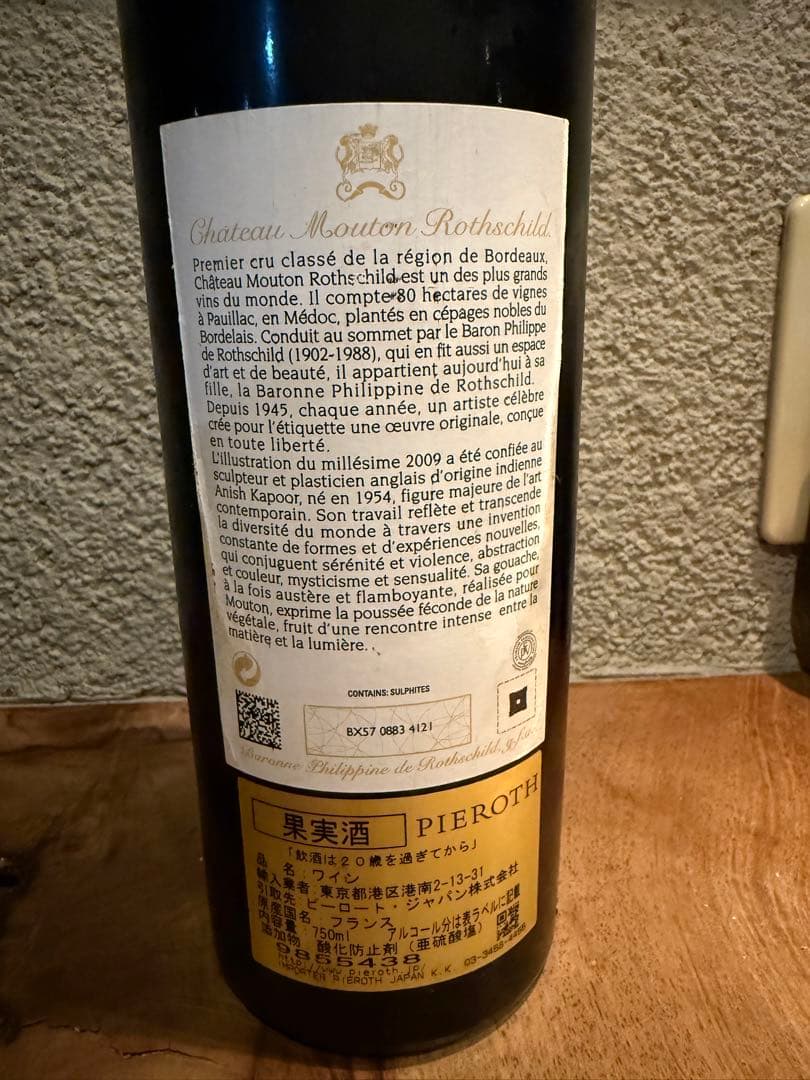 Château Mouton Rothschild
Premier cru classé de la région de Bordeaux,
Château Mouton Rothschild est un des plus grands
vins du monde. Il compte 80 hectares de vignes
à Pauillac, en Médoc, plantés en cépages nobles du
Bordelais. Conduit au sommet par le Baron Philippe
de Rothschild (1902-1988), qui en fit aussi un espace
d'art et de beauté, il appartient aujourd'hui à sa
fille, la Baronne Philippine de Rothschild.
Depuis 1945, chaque année, un artiste célèbre
crée pour l'étiquette une œuvre originale, conçue
en toute liberté.
L'illustration du millésime 2009 a été confiée au
sculpteur et plasticien anglais d'origine indienne
Anish Kapoor, né en 1954, figure majeure de l'art
contemporain. Son travail reflète et transcende
la diversité du monde à travers une invention
constante de formes et d'expériences nouvelles,
qui conjuguent sérénité et violence, abstraction
et couleur, mysticisme et sensualité. Sa gouache,
à la fois austère et flamboyante, réalisée pour
Mouton, exprime la poussée féconde de la nature
végétale, fruit d'une rencontre intense entre la
matière et la lumière.
CONTAINS: SULPHITES
BX57 0883 4121
Baronne Philippine de Rothschild, g.f.a.
果実酒 PIEROTH
「飲酒は20歳を過ぎてから」
品名:ワイン
輸入業者:東京都港区港南2-13-31
引取先 ピーロート・ジャパン株式会社
原産国名:フランス
内容量:750ml アルコール分は表ラベルに記載
添加物 酸化防止剤(亜硫酸塩)
9855438
http://www.pieroth.jp/ 03-3458-4455
IMPORTER PIEROTH JAPAN K.K.